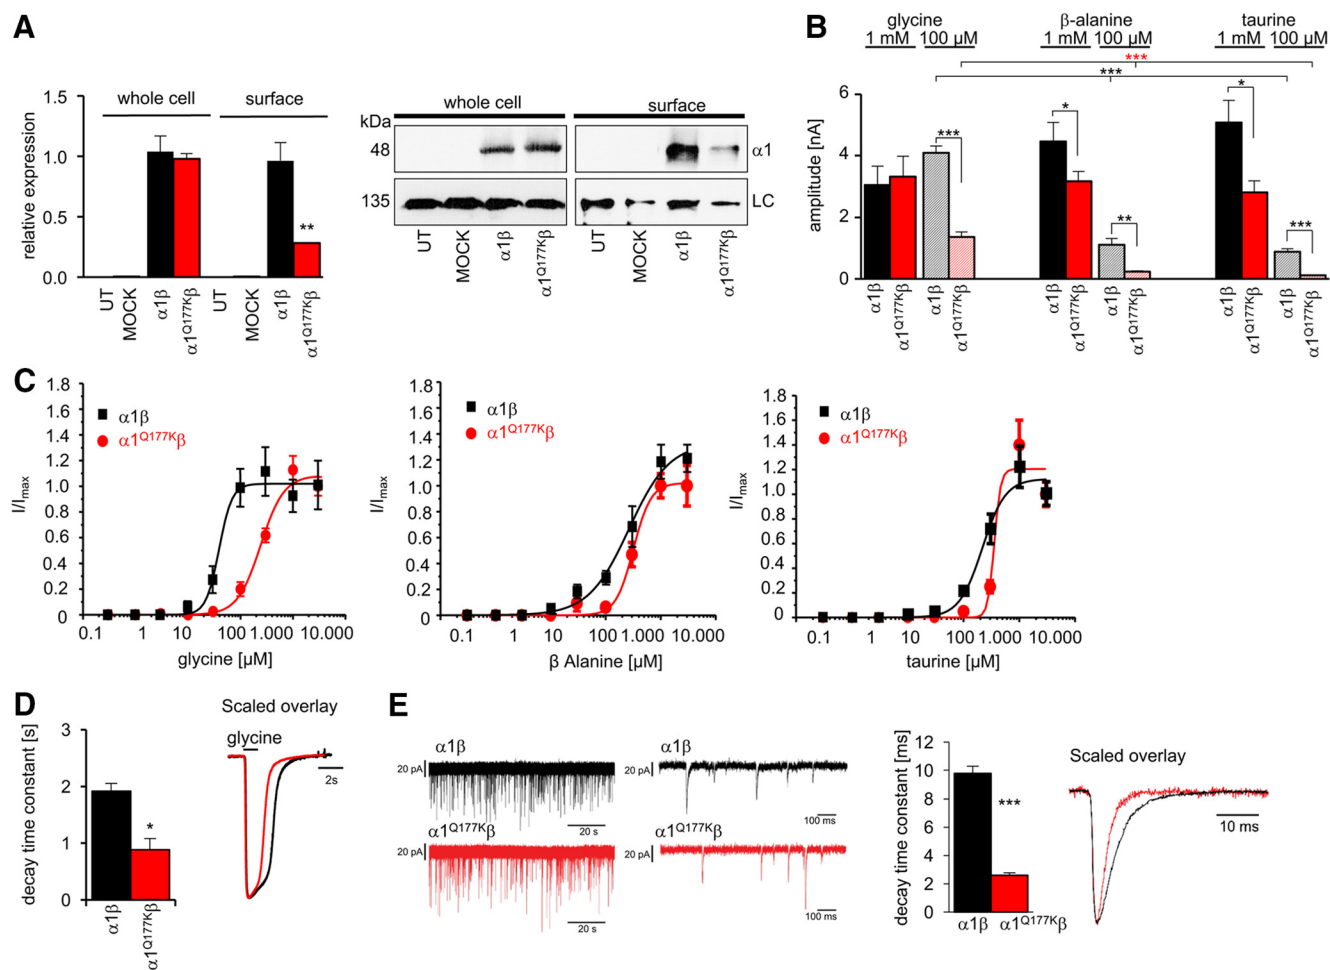 A
whole cell surface
relative expression
1.5
1.0
0.5
0.0
**
UT
MOCK
α1β
α1Q177Kβ
UT
MOCK
α1β
α1Q177Kβ
whole cell surface
kDa
48
α1
135
LC
UT
MOCK
α1β
α1Q177Kβ
UT
MOCK
α1β
α1Q177Kβ
B
glycine β-alanine taurine
1 mM 100 µM 1 mM 100 µM 1 mM 100 µM
***
***
amplitude [nA]
6
4
2
0
***
*
**
*
***
α1β
α1Q177Kβ
α1β
α1Q177Kβ
α1β
α1Q177Kβ
α1β
α1Q177Kβ
α1β
α1Q177Kβ
α1β
α1Q177Kβ
C
I/Imax
1.8
1.6
1.4
1.2
1.0
0.8
0.6
0.4
0.2
0
α1β
α1Q177Kβ
0.1 1 10 100 1.000 10.000
glycine [µM]
I/Imax
1.8
1.6
1.4
1.2
1.0
0.8
0.6
0.4
0.2
0
α1β
α1Q177Kβ
0.1 1 10 100 1.000 10.000
β Alanine [µM]
I/Imax
1.8
1.6
1.4
1.2
1.0
0.8
0.6
0.4
0.2
0
α1β
α1Q177Kβ
0.1 1 10 100 1.000 10.000
taurine [µM]
D
decay time constant [s]
3
2
1
0
*
α1β
α1Q177Kβ
Scaled overlay
glycine
2s
E
α1β
20 pA
20 s
α1β
20 pA
100 ms
α1Q177Kβ
20 pA
20 s
α1Q177Kβ
20 pA
100 ms
decay time constant [ms]
12
10
8
6
4
2
0
***
α1β α1Q177Kβ
Scaled overlay
10 ms